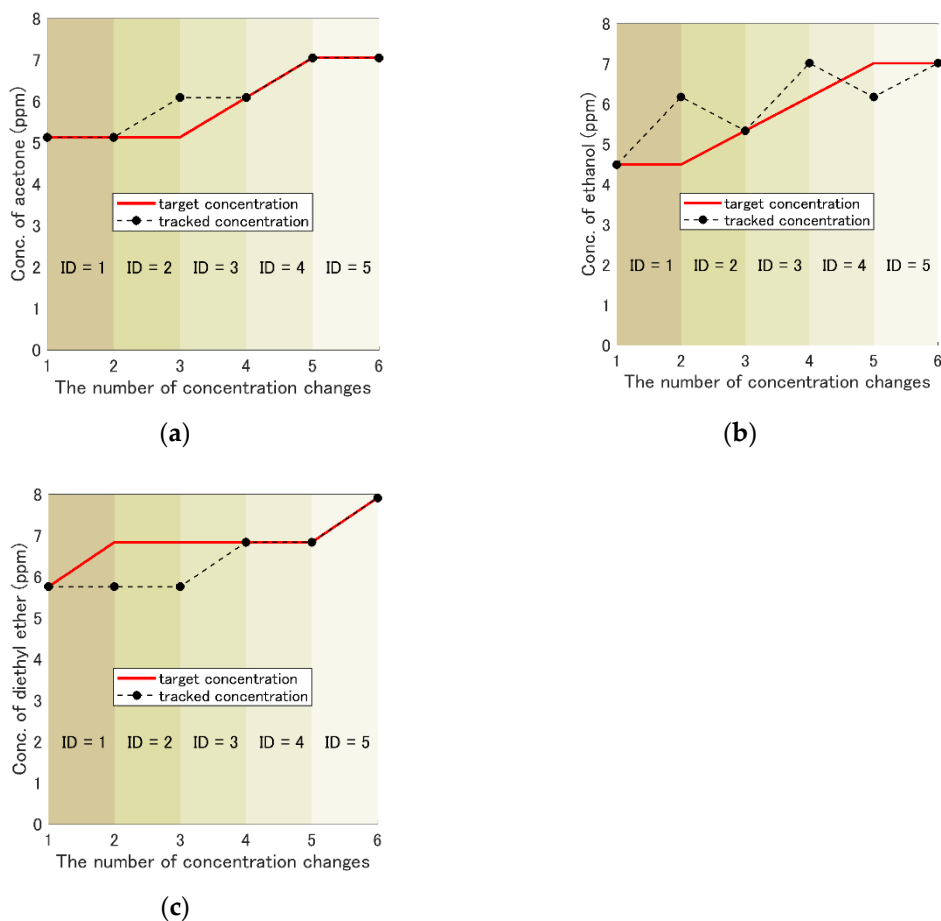 8
7
6
5
4
3
2
1
0
Conc. of acetone (ppm)
target concentration
tracked concentration
ID = 1 ID = 2 ID = 3 ID = 4 ID = 5
1 2 3 4 5 6
The number of concentration changes
(a)
8
7
6
5
4
3
2
1
0
Conc. of ethanol (ppm)
target concentration
tracked concentration
ID = 1 ID = 2 ID = 3 ID = 4 ID = 5
1 2 3 4 5 6
The number of concentration changes
(b)
8
7
6
5
4
3
2
1
0
Conc. of diethyl ether (ppm)
target concentration
tracked concentration
ID = 1 ID = 2 ID = 3 ID = 4 ID = 5
1 2 3 4 5 6
The number of concentration changes
(c)